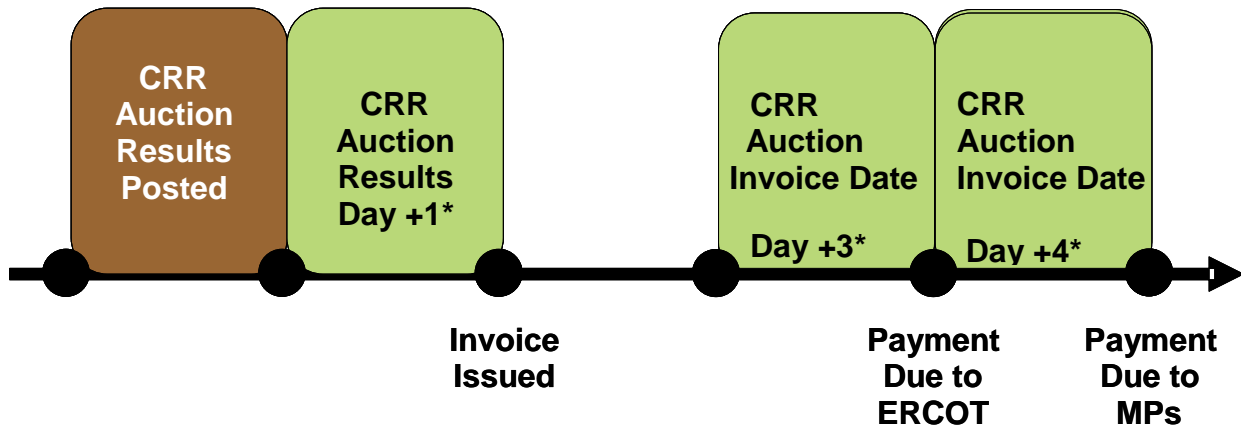 CRR
Auction
Results
Posted
CRR
Auction
Results
Day +1*
CRR
Auction
Invoice Date
Day +3*
CRR
Auction
Invoice Date
Day +4*
Invoice
Issued
Payment
Due to
ERCOT
Payment
Due to
MPs